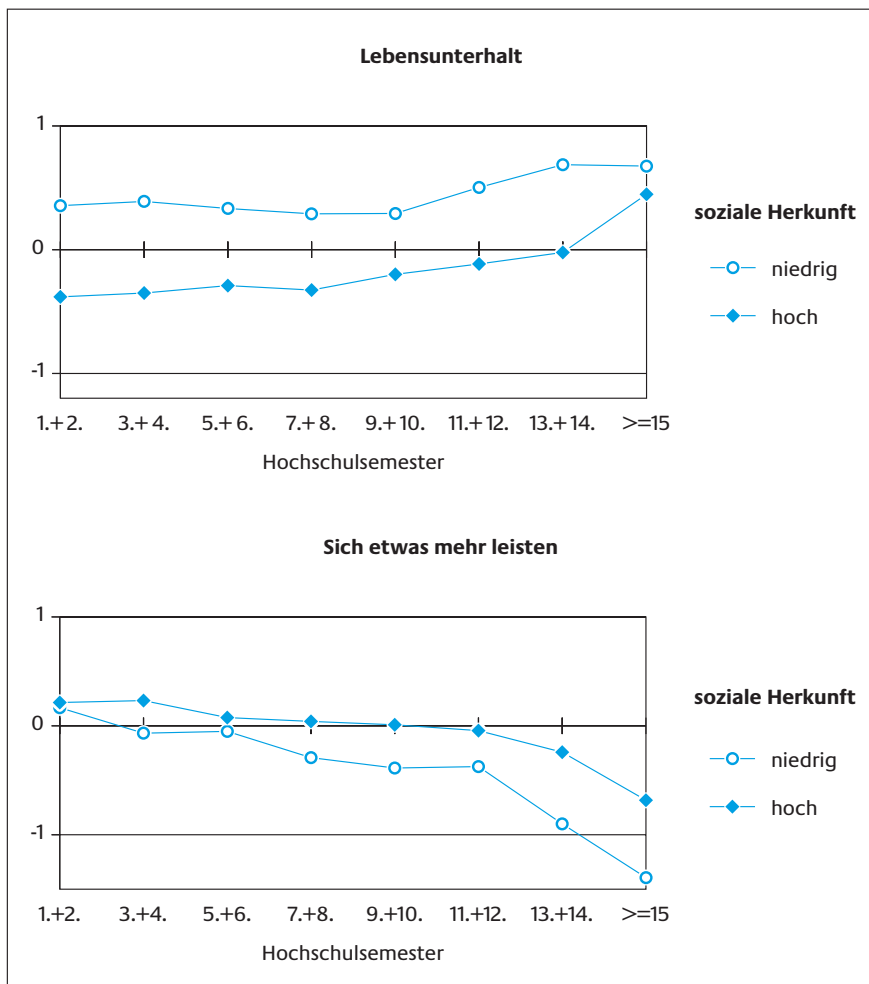 Lebensunterhalt
1
0
-1
1.+2. 3.+4. 5.+6. 7.+8. 9.+10. 11.+12. 13.+14. >=15
Hochschulsemester
soziale Herkunft
niedrig
hoch
Sich etwas mehr leisten
1
0
-1
1.+2. 3.+4. 5.+6. 7.+8. 9.+10. 11.+12. 13.+14. >=15
Hochschulsemester
soziale Herkunft
niedrig
hoch